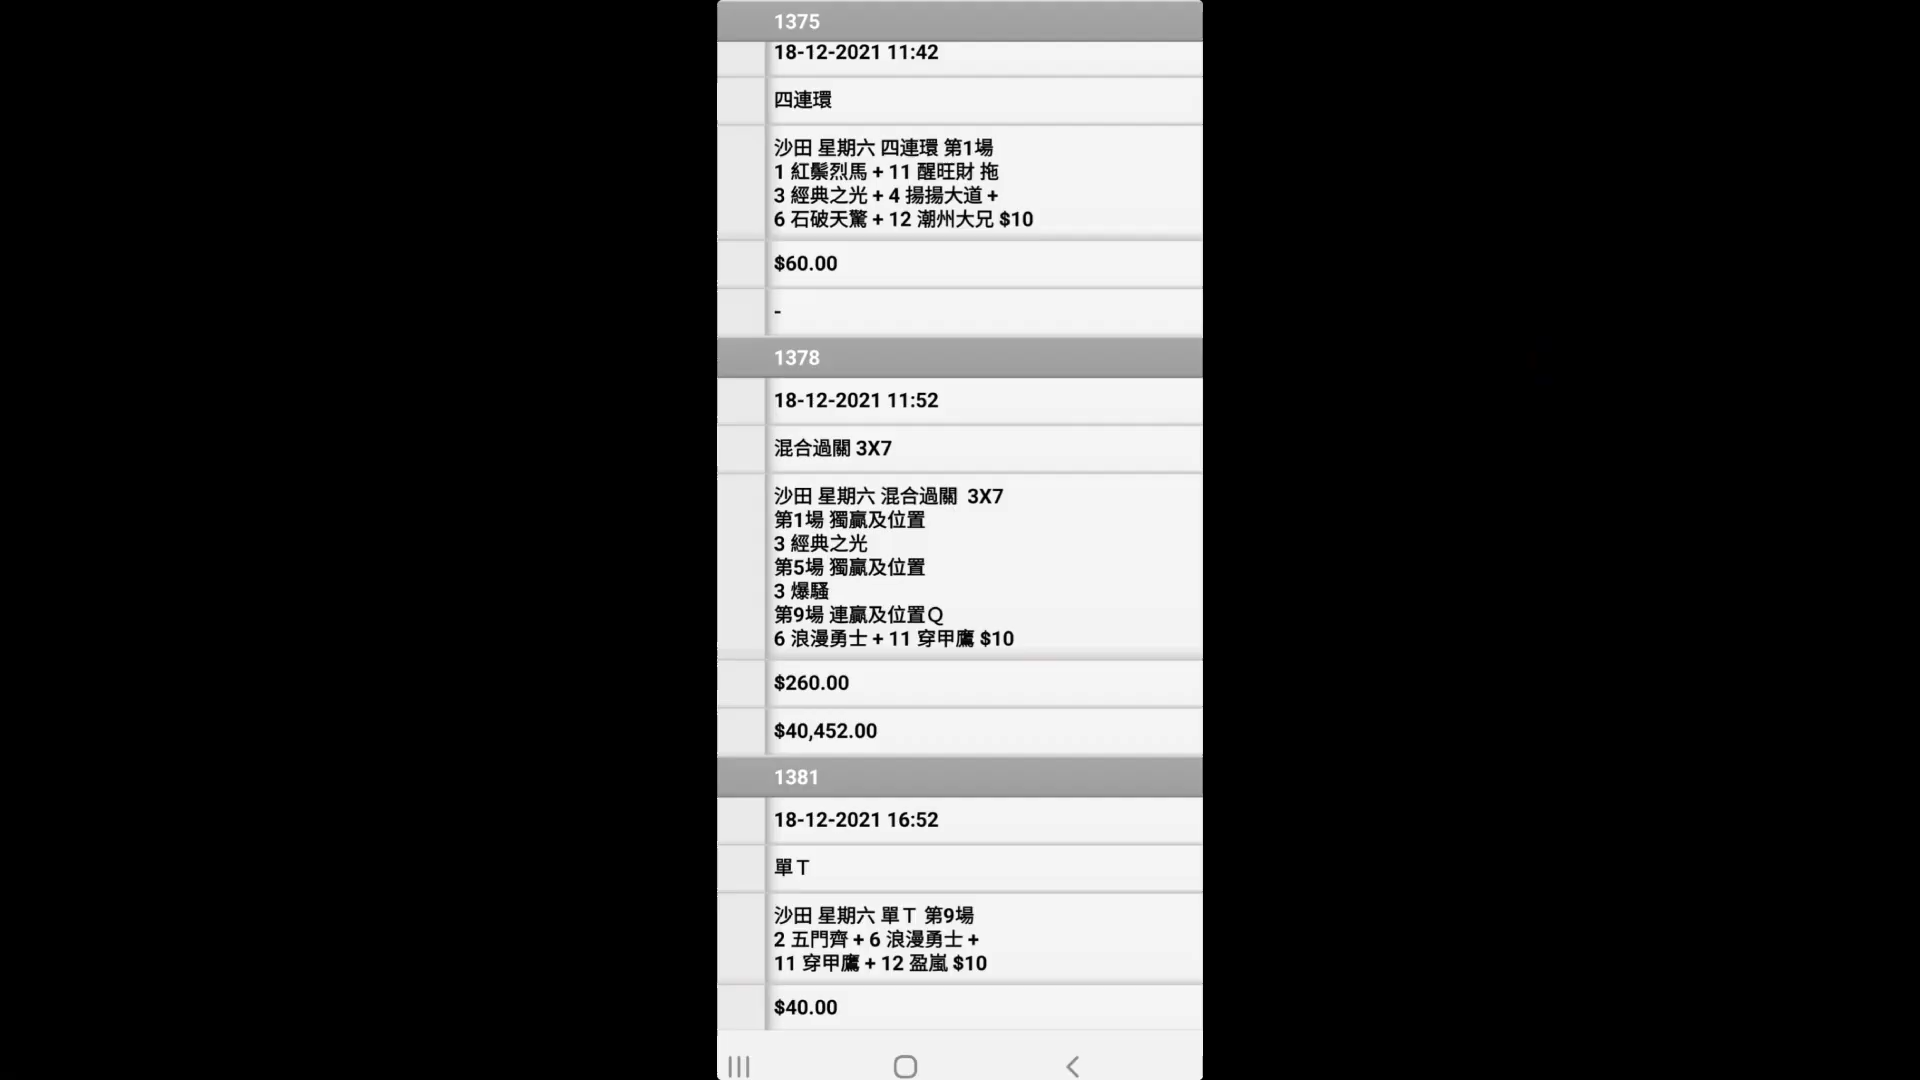 1375
18-12-2021 11:42
四連環
沙田 星期六 四連環 第1場
1 紅鬃烈馬 + 11 醒旺財 拖
3 經典之光 + 4 揚揚大道 +
6 石破天驚 + 12 潮州大兄 $10
$60.00
-
1378
18-12-2021 11:52
混合過關 3X7
沙田 星期六 混合過關 3X7
第1場 獨贏及位置
3 經典之光
第5場 獨贏及位置
3 爆騷
第9場 連贏及位置Ｑ
6 浪漫勇士 + 11 穿甲鷹 $10
$260.00
$40,452.00
1381
18-12-2021 16:52
單Ｔ
沙田 星期六 單Ｔ 第9場
2 五門齊 + 6 浪漫勇士 +
11 穿甲鷹 + 12 盈嵐 $10
$40.00